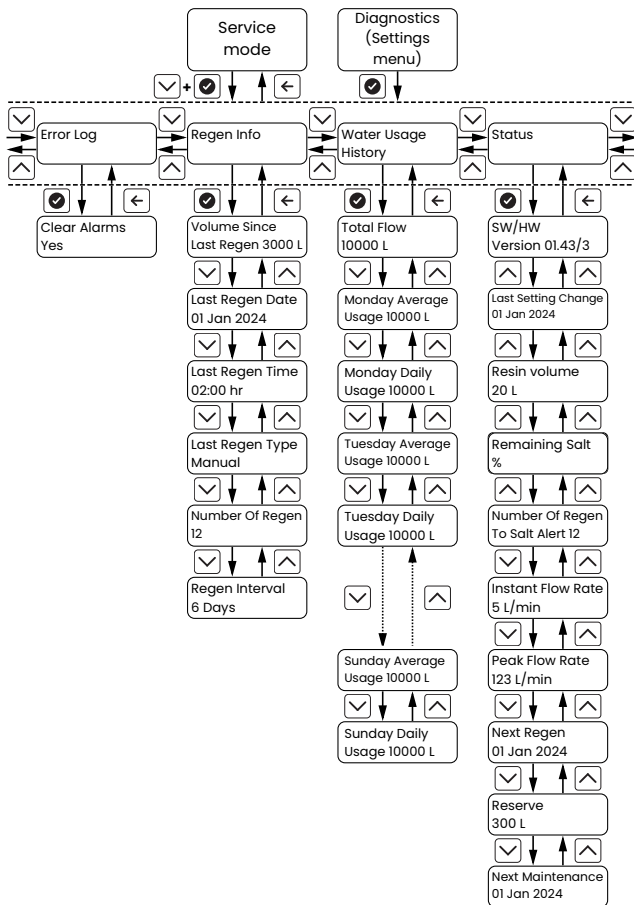 Service
mode
Diagnostics
(Settings
menu)
+
Error Log
Regen Info
Water Usage
History
Status
Clear Alarms
Yes
Volume Since
Last Regen 3000 L
Last Regen Date
01 Jan 2024
Last Regen Time
02:00 hr
Last Regen Type
Manual
Number Of Regen
12
Regen Interval
6 Days
Total Flow
10000 L
Monday Average
Usage 10000 L
Monday Daily
Usage 10000 L
Tuesday Average
Usage 10000 L
Tuesday Daily
Usage 10000 L
Sunday Average
Usage 10000 L
Sunday Daily
Usage 10000 L
SW/HW
Version 01.43/3
Last Setting Change
01 Jan 2024
Resin volume
20 L
Remaining Salt
%
Number Of Regen
To Salt Alert 12
Instant Flow Rate
5 L/min
Peak Flow Rate
123 L/min
Next Regen
01 Jan 2024
Reserve
300 L
Next Maintenance
01 Jan 2024